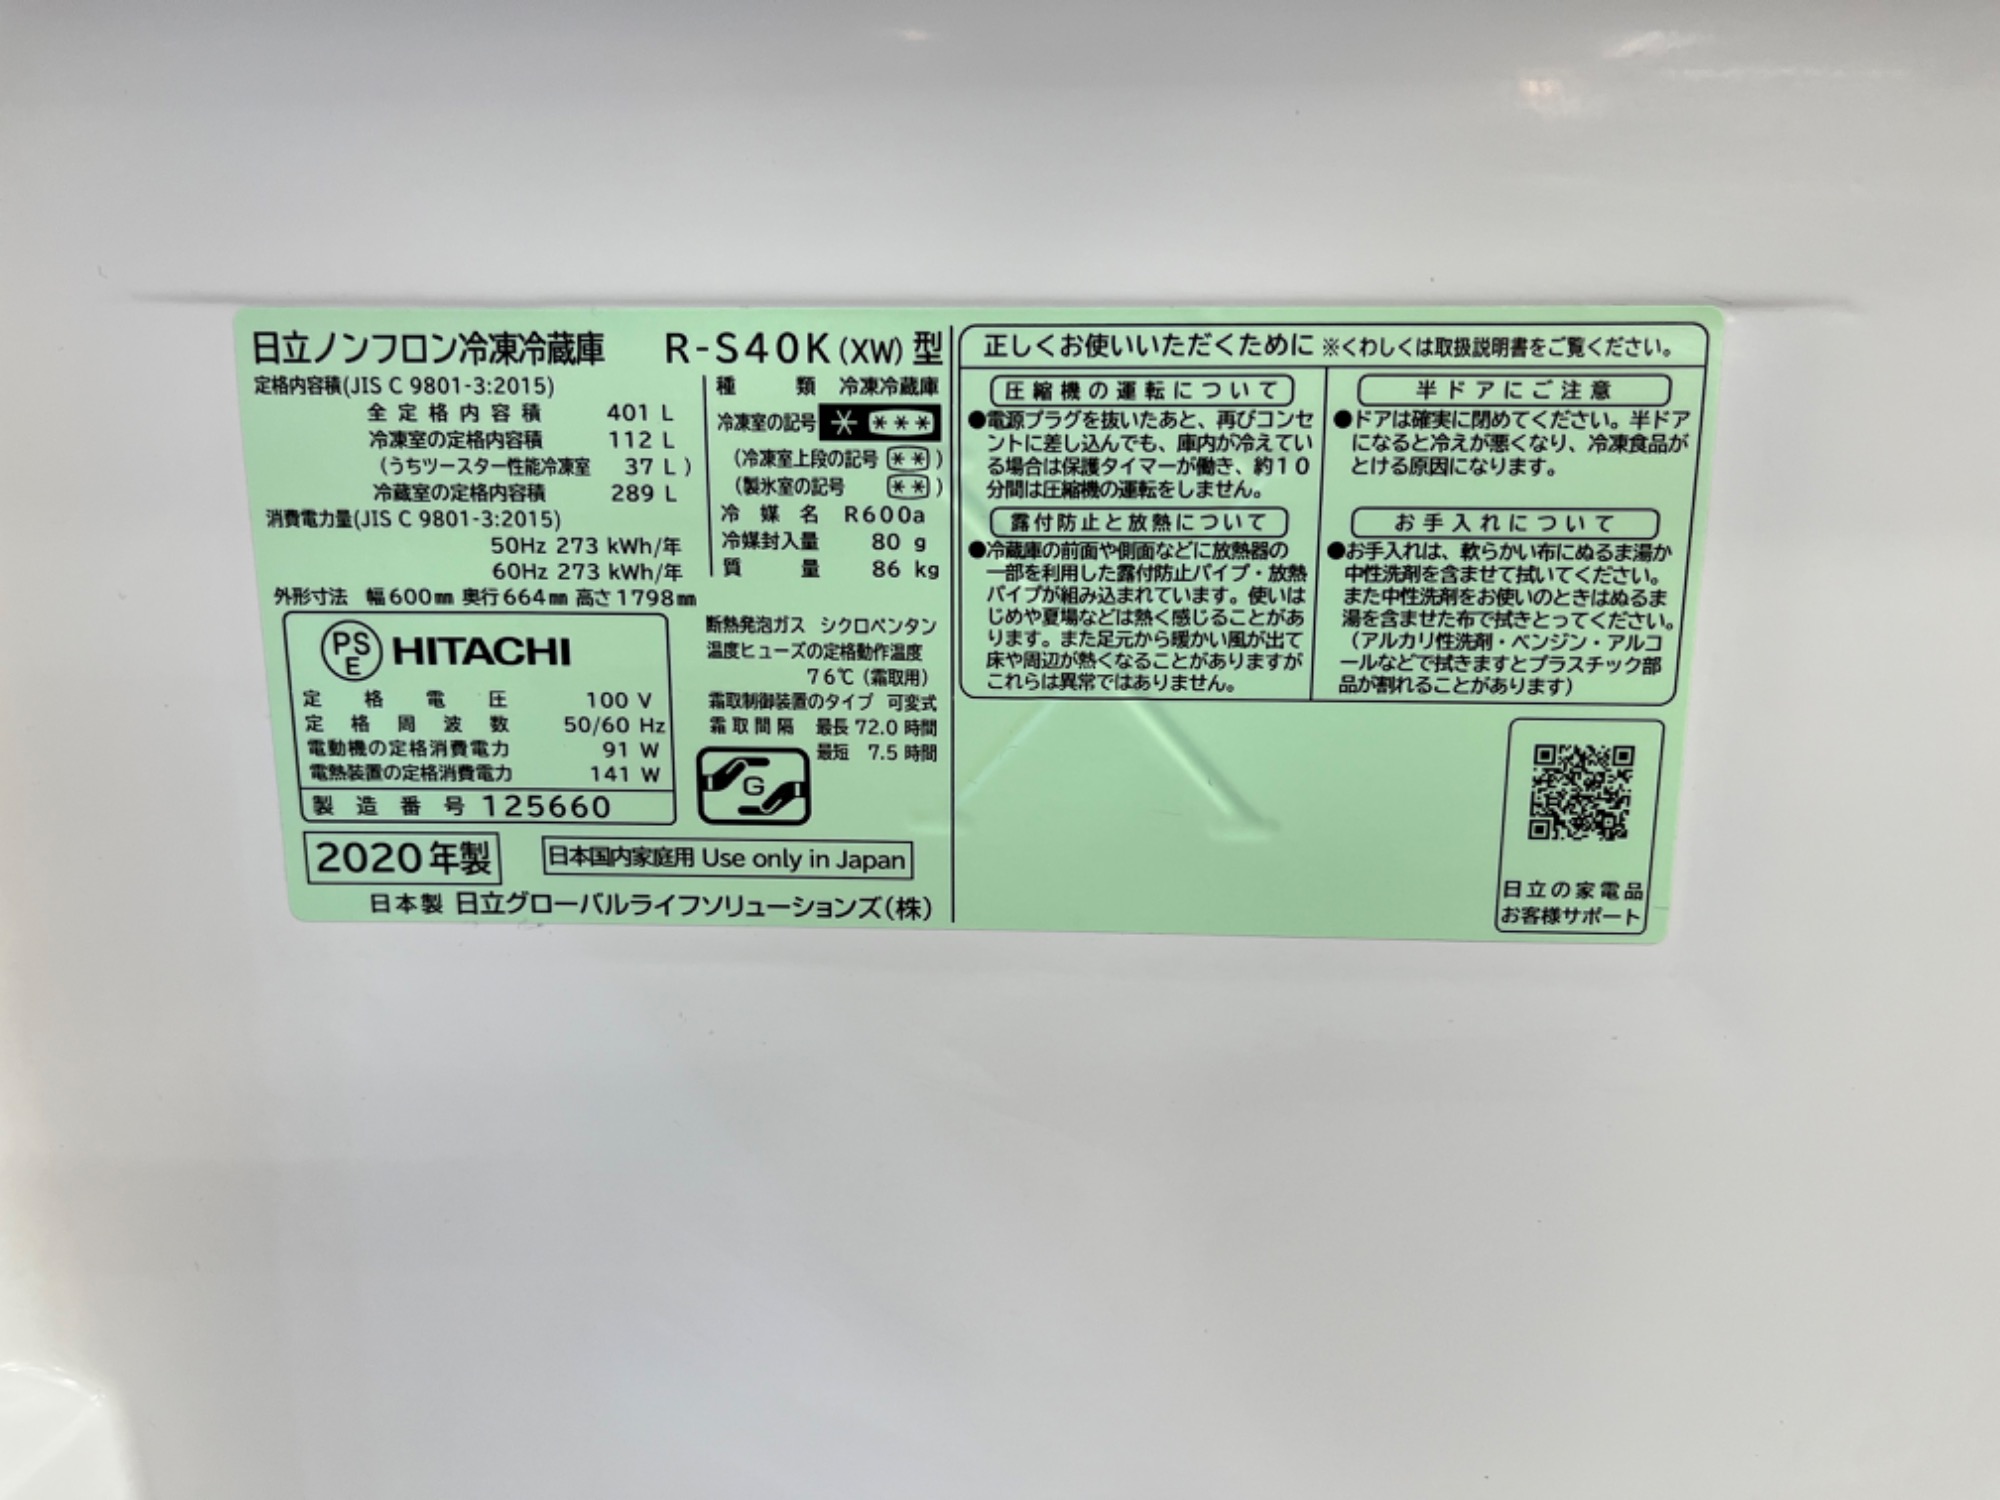 日立ノンフロン冷凍冷蔵庫 R-S40K(XW)型
定格内容積(JIS C 9801-3:2015)
全定格内容積 401 L
冷凍室の定格内容積 112 L
(うちツースター性能冷凍室 37 L)
冷蔵室の定格内容積 289 L
消費電力量(JIS C 9801-3:2015)
50Hz 273 kWh/年
60Hz 273 kWh/年
外形寸法 幅600㎜ 奥行664㎜ 高さ1798㎜
種類 冷凍冷蔵庫
冷凍室の記号 * ***
(冷凍室上段の記号 **)
(製氷室の記号 **)
冷媒名 R600a
冷媒封入量 80 g
質量 86 kg
PS
E
HITACHI
定格電圧 100 V
定格周波数 50/60 Hz
電動機の定格消費電力 91 W
電熱装置の定格消費電力 141 W
製造番号 125660
断熱発泡ガス シクロペンタン
温度ヒューズの定格動作温度
76℃(霜取用)
霜取制御装置のタイプ 可変式
霜取間隔 最長 72.0 時間
最短 7.5 時間
G
2020年製
日本国内家庭用 Use only in Japan
日本製 日立グローバルライフソリューションズ(株)
正しくお使いいただくために ※くわしくは取扱説明書をご覧ください。
圧縮機の運転について
●電源プラグを抜いたあと、再びコンセ
ントに差し込んでも、庫内が冷えてい
る場合は保護タイマーが働き、約10
分間は圧縮機の運転をしません。
露付防止と放熱について
●冷蔵庫の前面や側面などに放熱器の
一部を利用した露付防止パイプ・放熱
パイプが組み込まれています。使いは
じめや夏場などは熱く感じることがあ
ります。また足元から暖かい風が出て
床や周辺が熱くなることがありますが
これらは異常ではありません。
半ドアにご注意
●ドアは確実に閉めてください。半ドア
になると冷えが悪くなり、冷凍食品が
とける原因になります。
お手入れについて
●お手入れは、軟らかい布にぬるま湯か
中性洗剤を含ませて拭いてください。
また中性洗剤をお使いのときはぬるま
湯を含ませた布で拭きとってください。
(アルカリ性洗剤・ベンジン・アルコ
ールなどで拭きますとプラスチック部
品が割れることがあります)
日立の家電品
お客様サポート